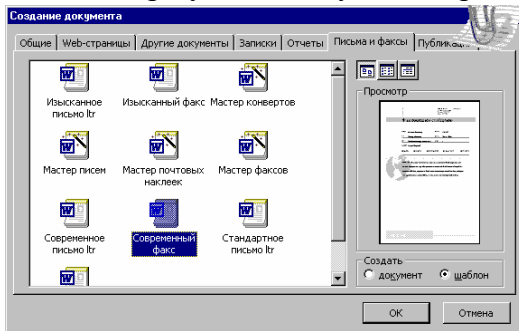 Создание документа
Общие Web-страницы Другие документы Записки Отчеты Письма и факсы
Просмотр
Изысканное письмо ltr
Изысканный факс
Мастер конвертов
Мастер писем
Мастер почтовых наклеек
Мастер факсов
Современное письмо ltr
Современный факс
Стандартное письмо ltr
Создать
документ шаблон
ОК Отмена